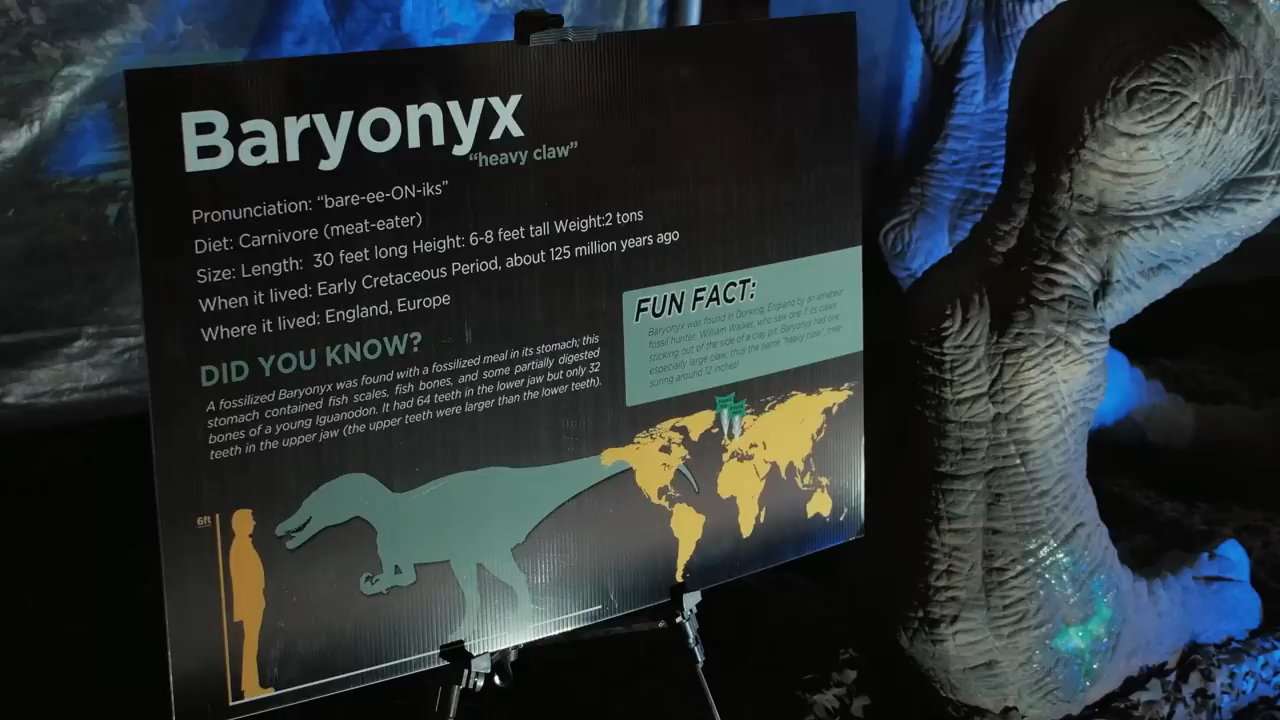 Baryonyx
“heavy claw”
Pronunciation: “bare-ee-ON-iks”
Diet: Carnivore (meat-eater)
Size: Length: 30 feet long Height: 6-8 feet tall Weight:2 tons
When it lived: Early Cretaceous Period, about 125 million years ago
Where it lived: England, Europe
DID YOU KNOW?
A fossilized Baryonyx was found with a fossilized meal in its stomach; this
stomach contained fish scales, fish bones, and some partially digested
bones of a young Iguanodon. It had 64 teeth in the lower jaw but only 32
teeth in the upper jaw (the upper teeth were larger than the lower teeth).
FUN FACT:
Baryonyx was found in Dorking, England by an amateur
fossil hunter, William Walker, who saw one if its claws
sticking out of the side of a clay pit. Baryonyx had one
especially large claw, thus the name "heavy claw", mea-
suring around 12 inches!
6ft